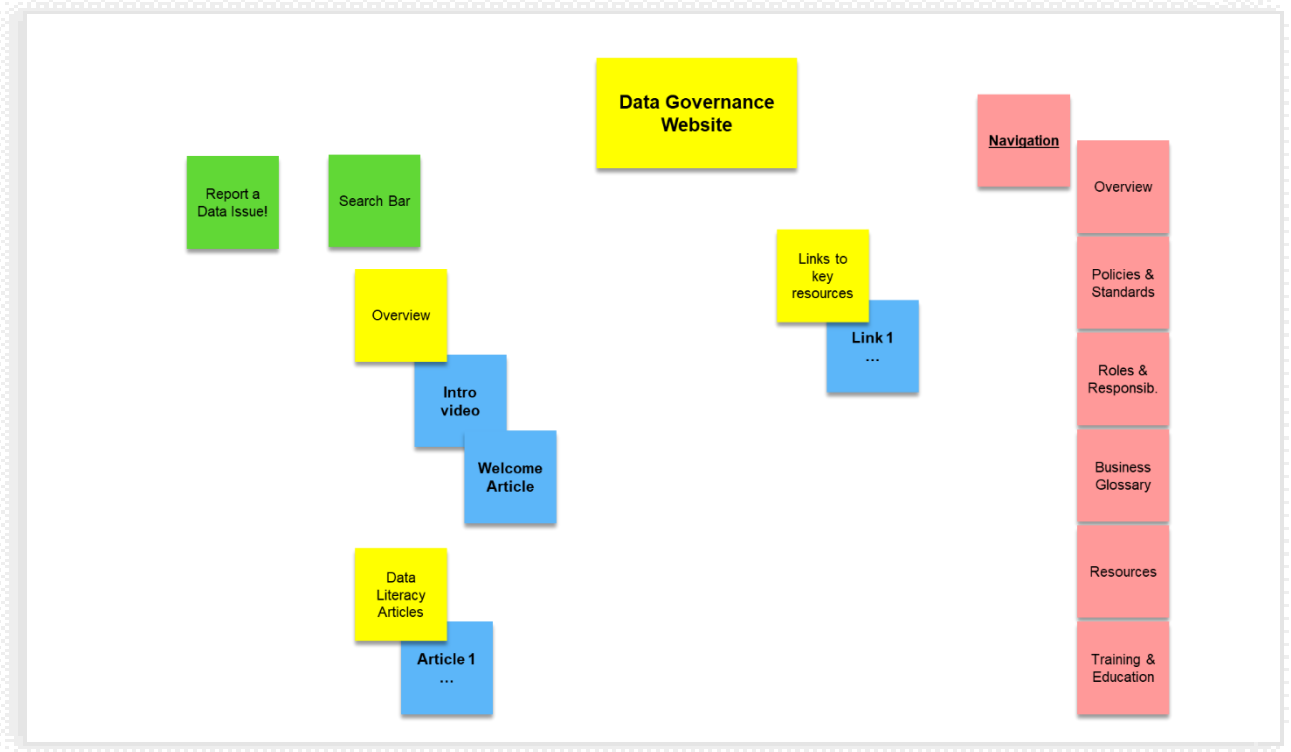 Data Governance
Website
Navigation
Report a
Data Issue!
Search Bar
Overview
Intro
video
Welcome
Article
Data
Literacy
Articles
Article 1
...
Links to
key
resources
Link 1
...
Overview
Policies &
Standards
Roles &
Responsib.
Business
Glossary
Resources
Training &
Education